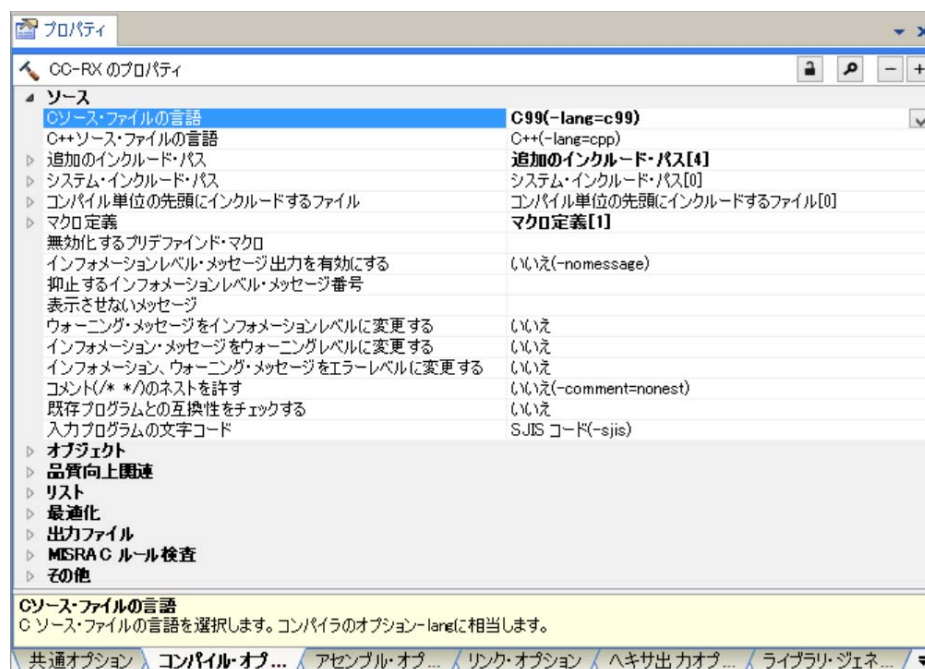 プロパティ
CC-RX のプロパティ
ソース
Cソース・ファイルの言語 C99(-lang=c99)
C++ソース・ファイルの言語 C++(-lang=cpp)
追加のインクルード・パス 追加のインクルード・パス[4]
システム・インクルード・パス システム・インクルード・パス[0]
コンパイル単位の先頭にインクルードするファイル コンパイル単位の先頭にインクルードするファイル[0]
マクロ定義 マクロ定義[1]
無効化するプリデファインド・マクロ
インフォメーションレベル・メッセージ出力を有効にする いいえ(-nomessage)
抑止するインフォメーションレベル・メッセージ番号
表示させないメッセージ
ウォーニング・メッセージをインフォメーションレベルに変更する いいえ
インフォメーション・メッセージをウォーニングレベルに変更する いいえ
インフォメーション、ウォーニング・メッセージをエラーレベルに変更する いいえ
コメント(/* */)のネストを許す いいえ(-comment=nonest)
既存プログラムとの互換性をチェックする いいえ
入力プログラムの文字コード SJIS コード(-sjis)
オブジェクト
品質向上関連
リスト
最適化
出力ファイル
MISRA C ルール検査
その他
Cソース・ファイルの言語
C ソース・ファイルの言語を選択します。コンパイラのオプション-langに相当します。
共通オプション コンパイル・オプ... アセンブル・オプ... リンク・オプション ヘキサ出力オプ... ライブラリ・ジェネ...